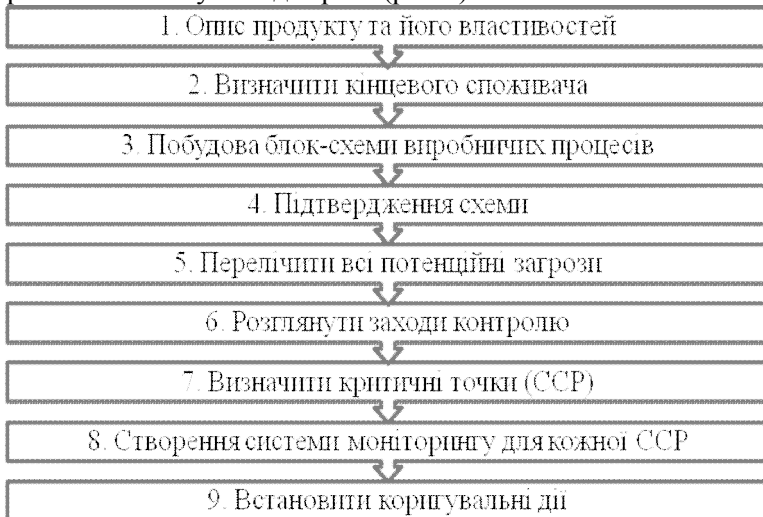 1. Опис продукту та його властивостей
2. Визначити кінцевого споживача
3. Побудова блок-схеми виробничих процесів
4. Підтвердження схеми
5. Перелічити всі потенційні загрози
6. Розглянути заходи контролю
7. Визначити критичні точки (ССР)
8. Створення системи моніторингу для кожної ССР
9. Встановити коригувальні дії